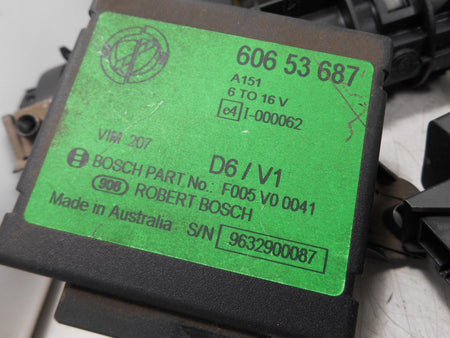 606 53 687
A151
6 TO 16 V
e4 I-000062
VIM 207
D6 / V1
BOSCH PART No.: F005 V0 0041
906 ROBERT BOSCH
Made in Australia
S/N 9632900087